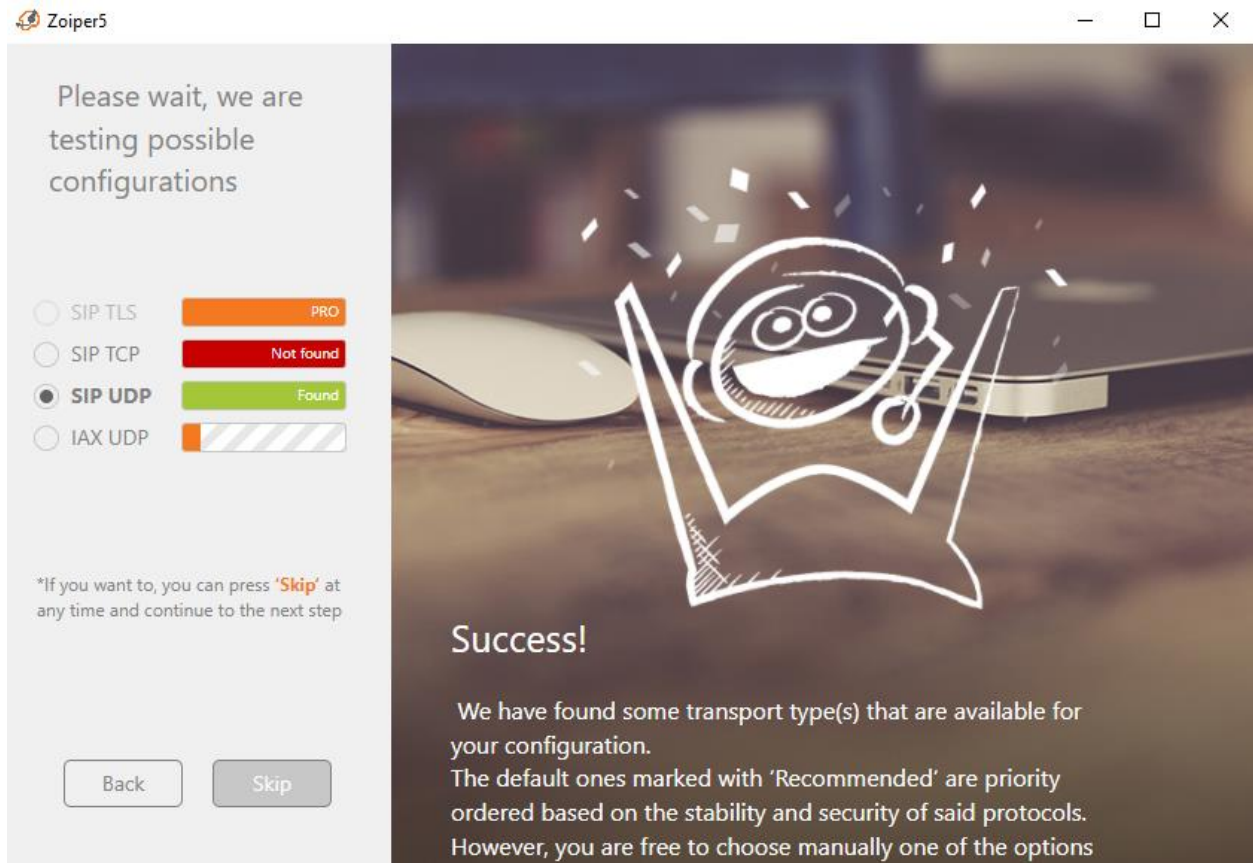 Zoiper5
Please wait, we are
testing possible
configurations
SIP TLS PRO
SIP TCP Not found
SIP UDP Found
IAX UDP
*If you want to, you can press 'Skip' at
any time and continue to the next step
Back Skip
Success!
We have found some transport type(s) that are available for
your configuration.
The default ones marked with ‘Recommended’ are priority
ordered based on the stability and security of said protocols.
However, you are free to choose manually one of the options